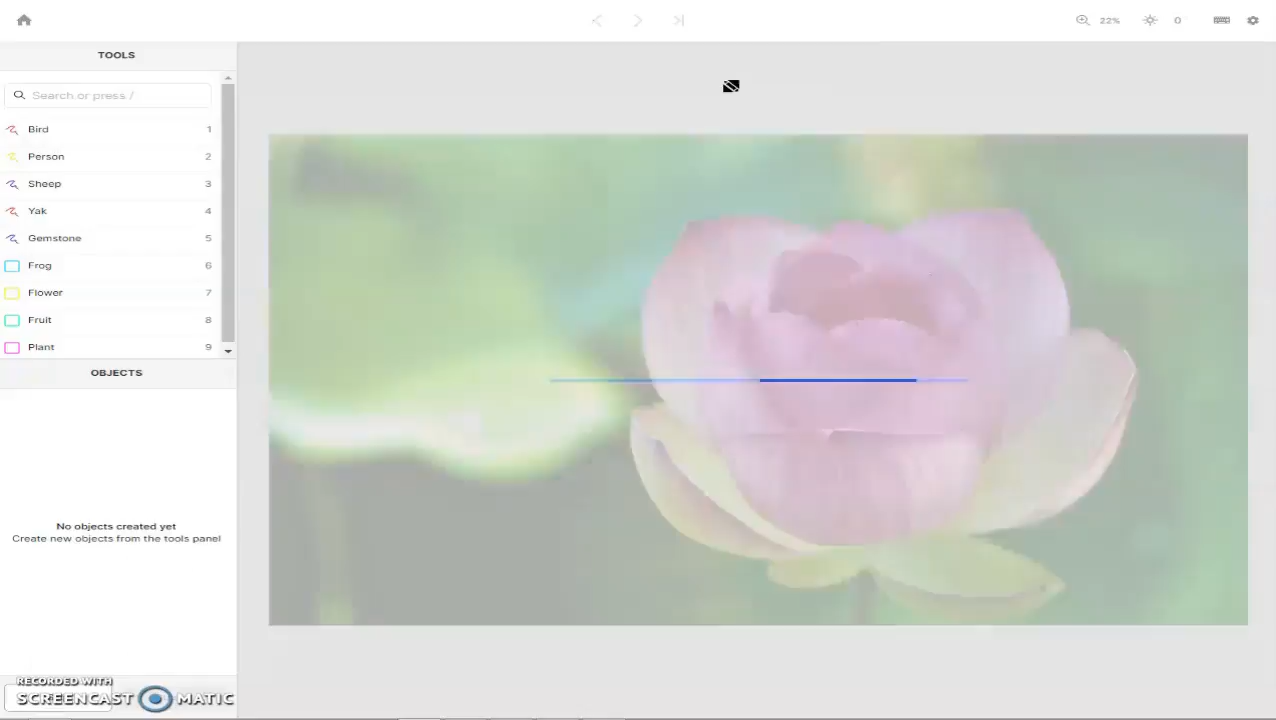 22% 0
TOOLS
Search or press /
Bird 1
Person 2
Sheep 3
Yak 4
Gemstone 5
Frog 6
Flower 7
Fruit 8
Plant 9
OBJECTS
No objects created yet
Create new objects from the tools panel
RECORDED WITH
SCREENCAST MATIC